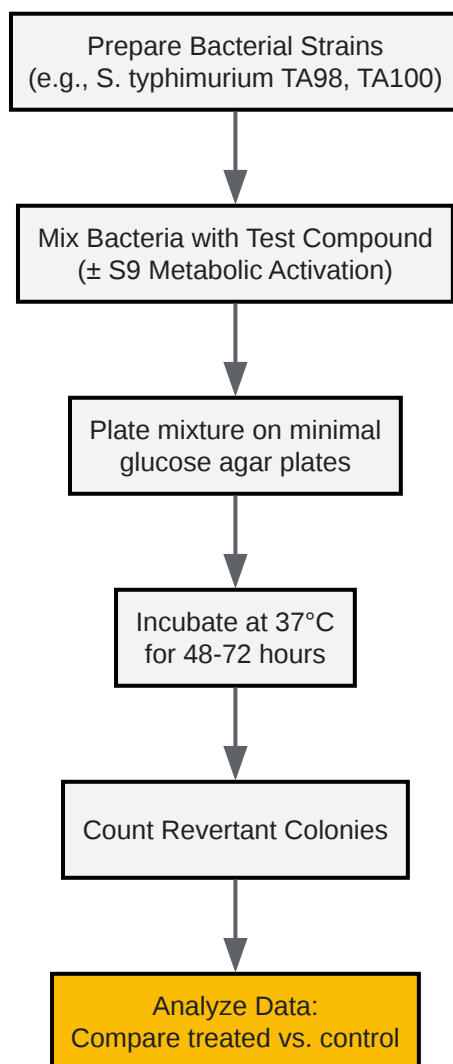 Prepare Bacterial Strains
(e.g., S. typhimurium TA98, TA100)
Mix Bacteria with Test Compound
(± S9 Metabolic Activation)
Plate mixture on minimal
glucose agar plates
Incubate at 37°C
for 48-72 hours
Count Revertant Colonies
Analyze Data:
Compare treated vs. control